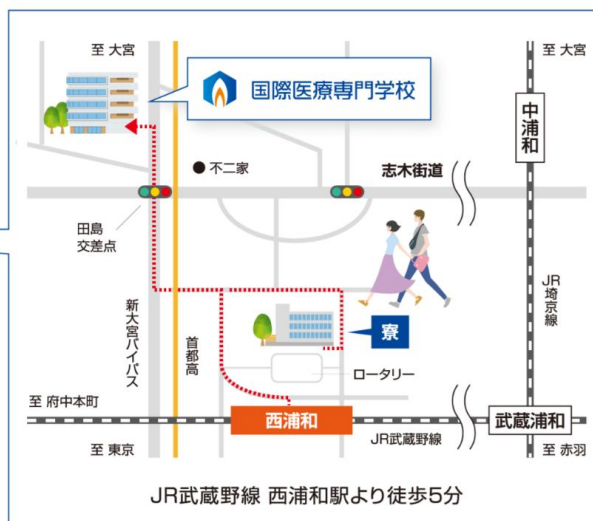 至 大宮
至 大宮
国際医療専門学校
中浦和
不二家
志木街道
田島
交差点
JR埼京線
新大宮バイパス
首都高
寮
ロータリー
至 府中本町
西浦和
武蔵浦和
至 東京
JR武蔵野線
至 赤羽
JR武蔵野線 西浦和駅より徒歩5分